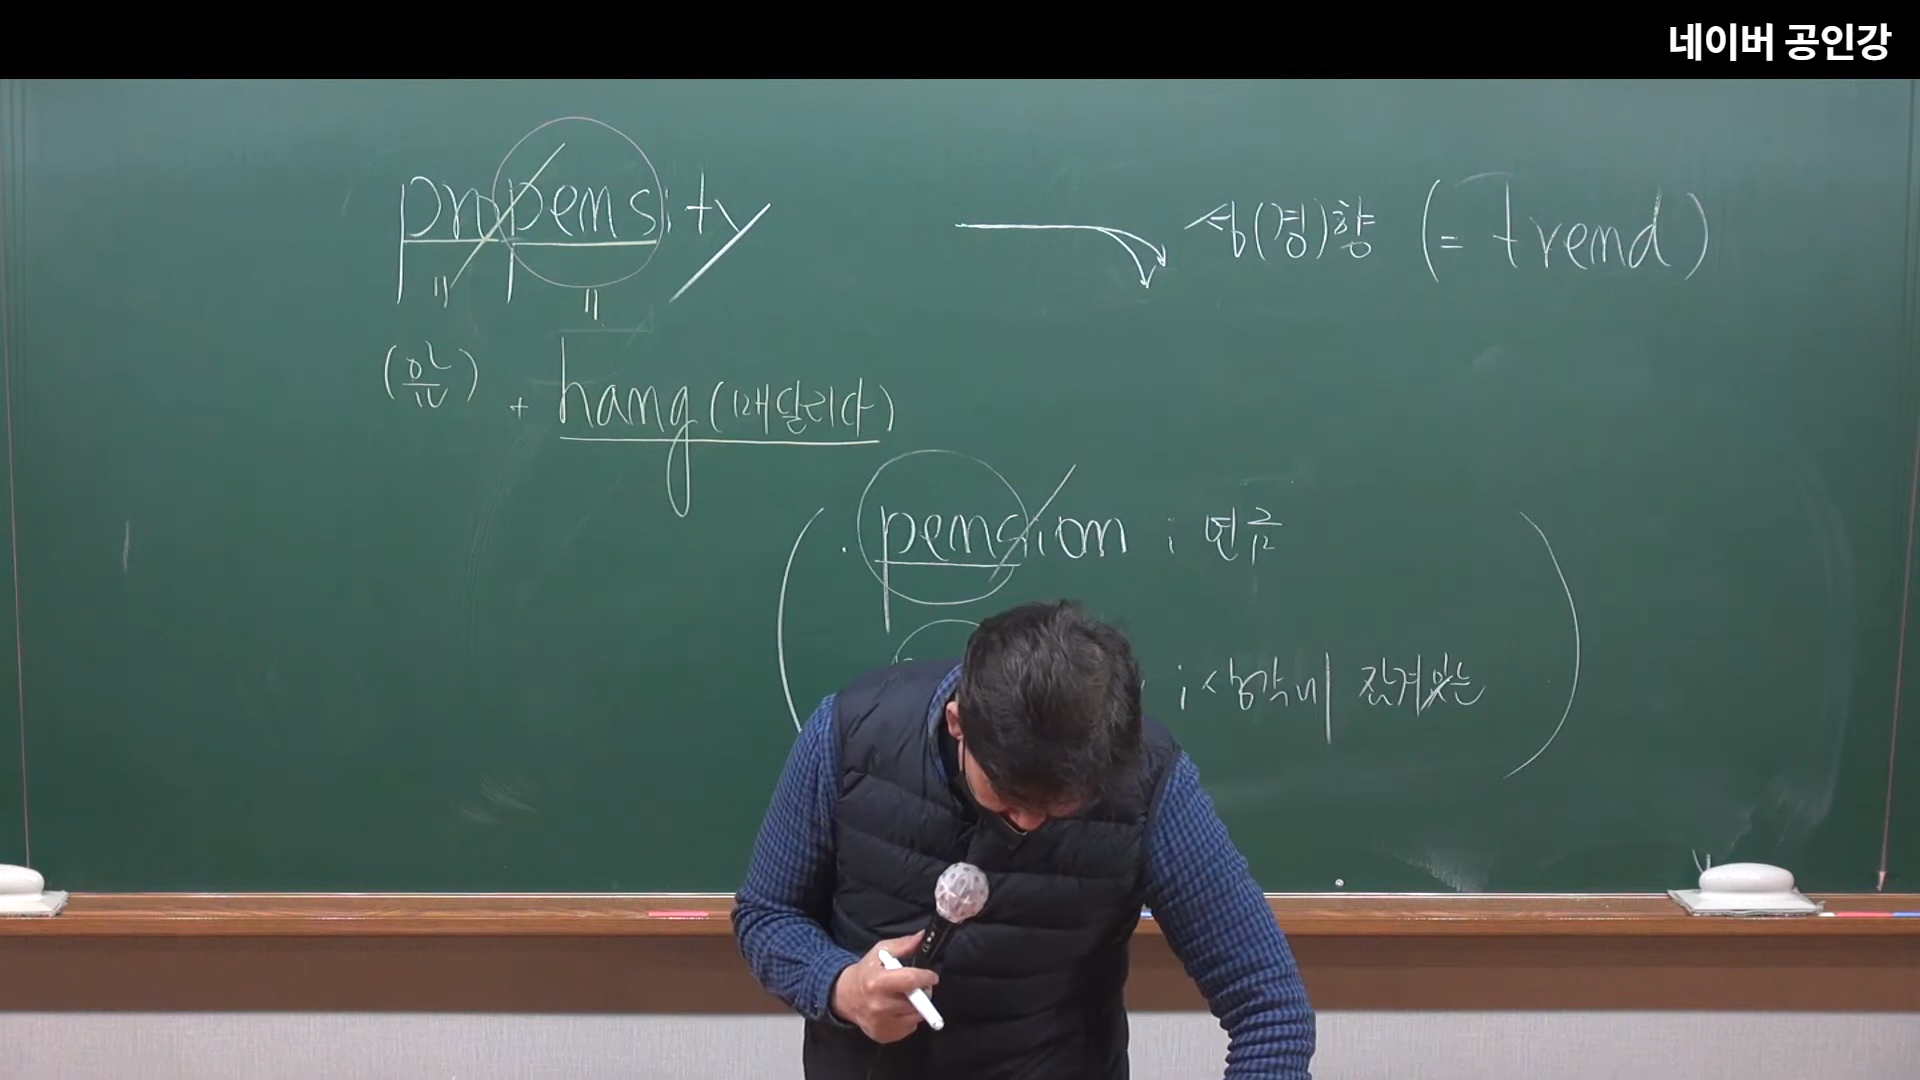 네이버 공인강
propensity 성(경)향 (= trend)
(앞) + hang (매달리다)
· pension ; 연금
; 생각에 잠겨있는